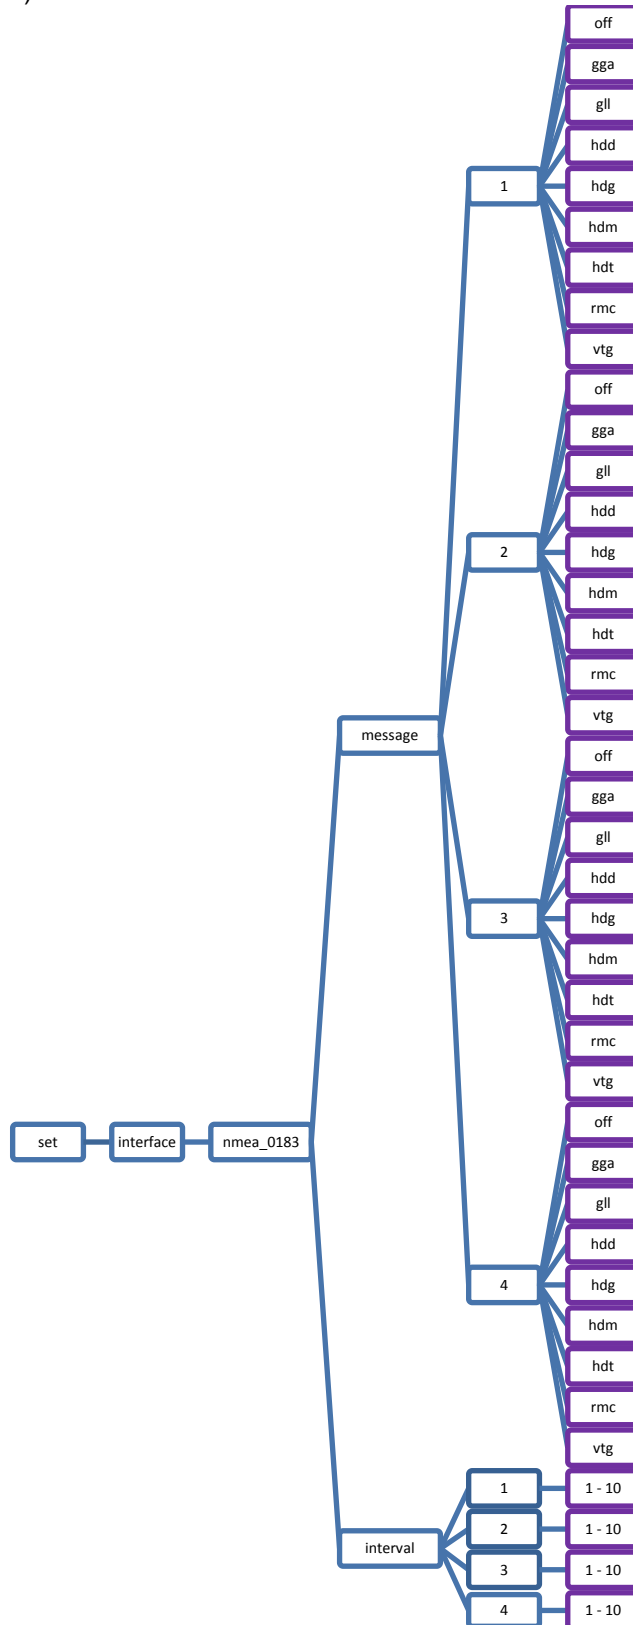 )
off
gga
gll
hdd
1
hdg
hdm
hdt
rmc
vtg
off
gga
gll
hdd
2
hdg
hdm
hdt
rmc
vtg
message
off
gga
gll
hdd
3
hdg
hdm
hdt
rmc
vtg
off
set
interface
nmea_0183
gga
gll
hdd
4
hdg
hdm
hdt
rmc
vtg
1
1 - 10
2
1 - 10
interval
3
1 - 10
4
1 - 10